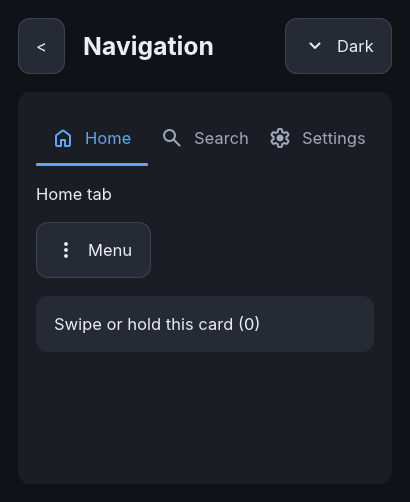 < Navigation Dark
Home Search Settings
Home tab
Menu
Swipe or hold this card (0)